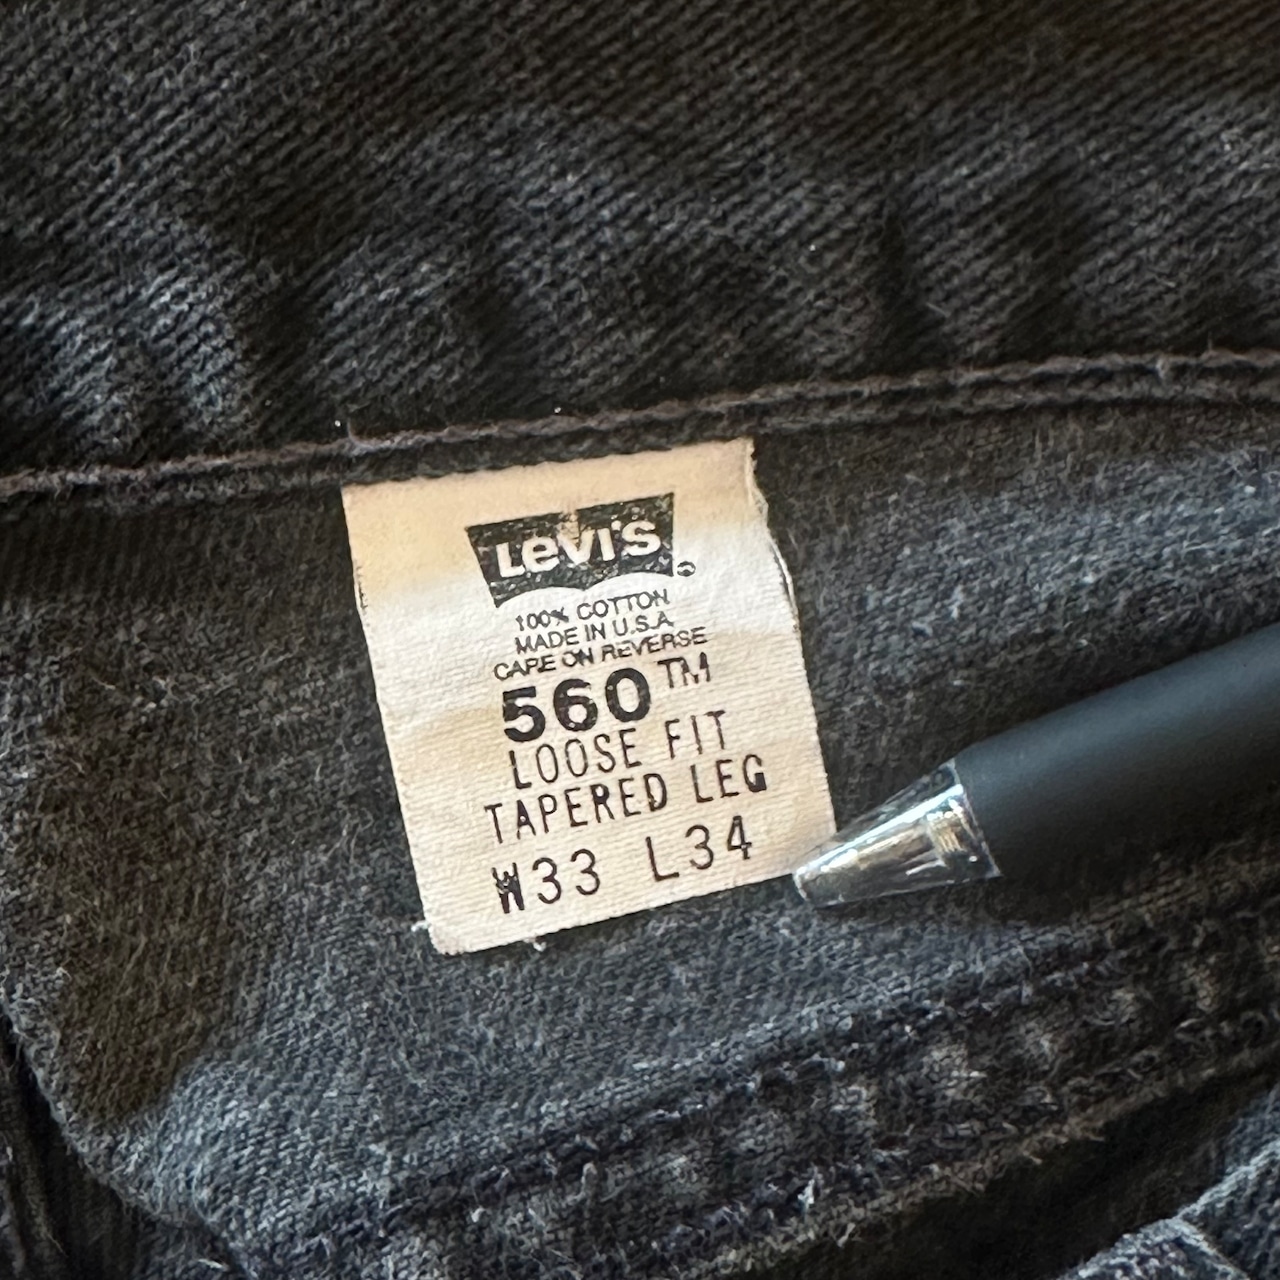 Levi's
100% COTTON
MADE IN U.S.A.
CARE ON REVERSE
560™
LOOSE FIT
TAPERED LEG
W33 L34